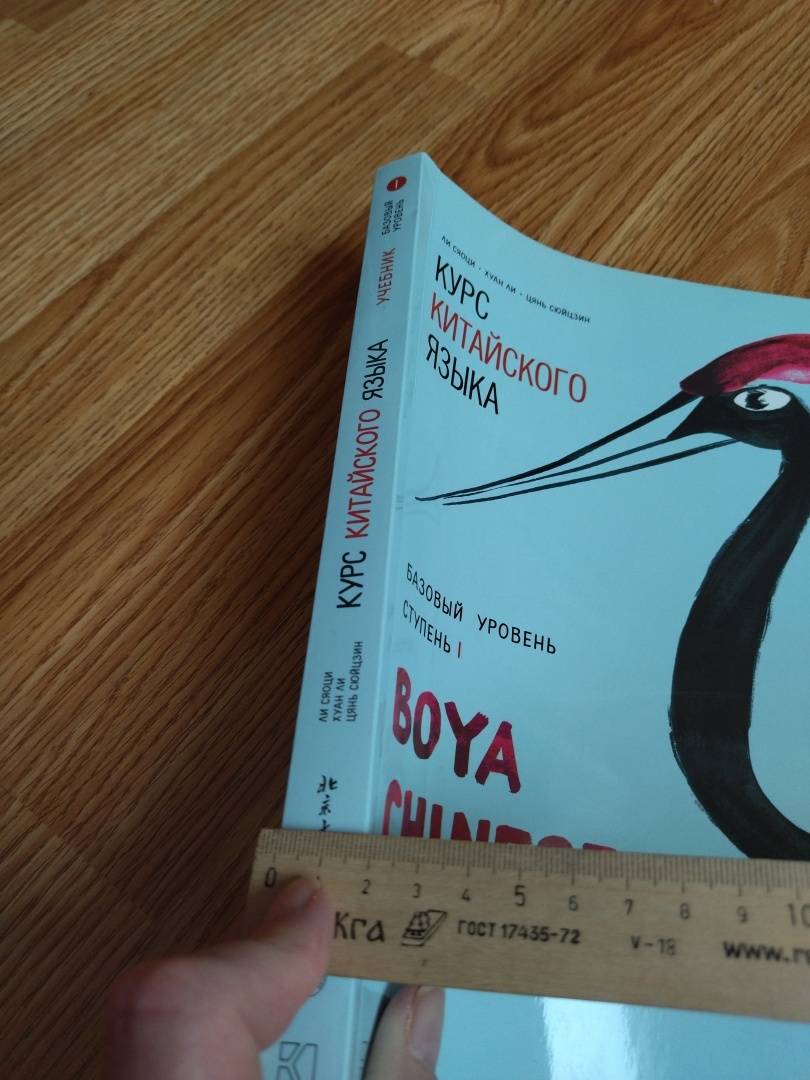 1
БАЗОВЫЙ
УРОВЕНЬ
УЧЕБНИК
КУРС КИТАЙСКОГО ЯЗЫКА
ЛИ СЯОЦИ
ХУАН ЛИ
ЦЯНЬ СЮЙЦЗИН
ЛИ СЯОЦИ · ХУАН ЛИ · ЦЯНЬ СЮЙЦЗИН
КУРС
КИТАЙСКОГО
ЯЗЫКА
БАЗОВЫЙ УРОВЕНЬ
СТУПЕНЬ I
BOYA
CHINESE
0 1 2 3 4 5 6 7 8 9 10
ГОСТ 17435-72
V-18